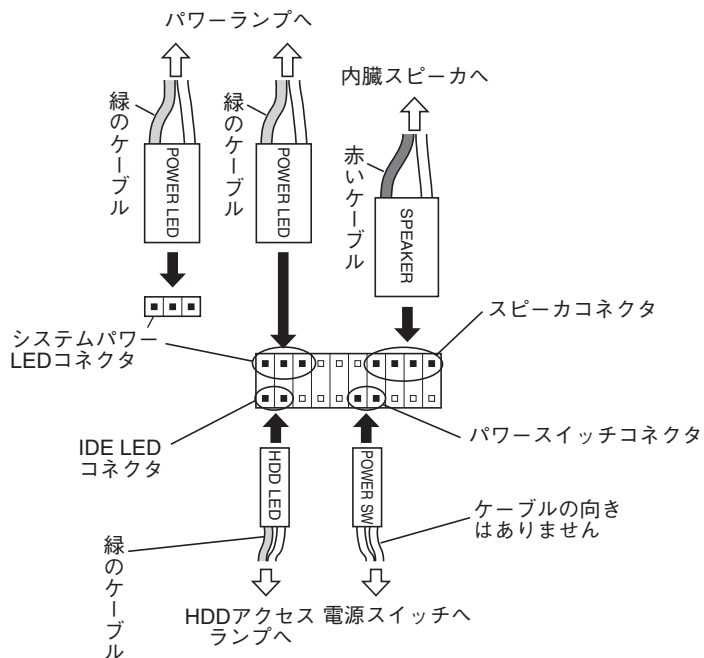 パワーランプへ
内臓スピーカへ
緑のケーブル
緑のケーブル
赤いケーブル
POWER LED
POWER LED
SPEAKER
スピーカコネクタ
システムパワー
LEDコネクタ
IDE LED
コネクタ
パワースイッチコネクタ
HDD LED
POWER SW
ケーブルの向き
はありません
緑のケーブル
HDDアクセス
ランプへ
電源スイッチへ